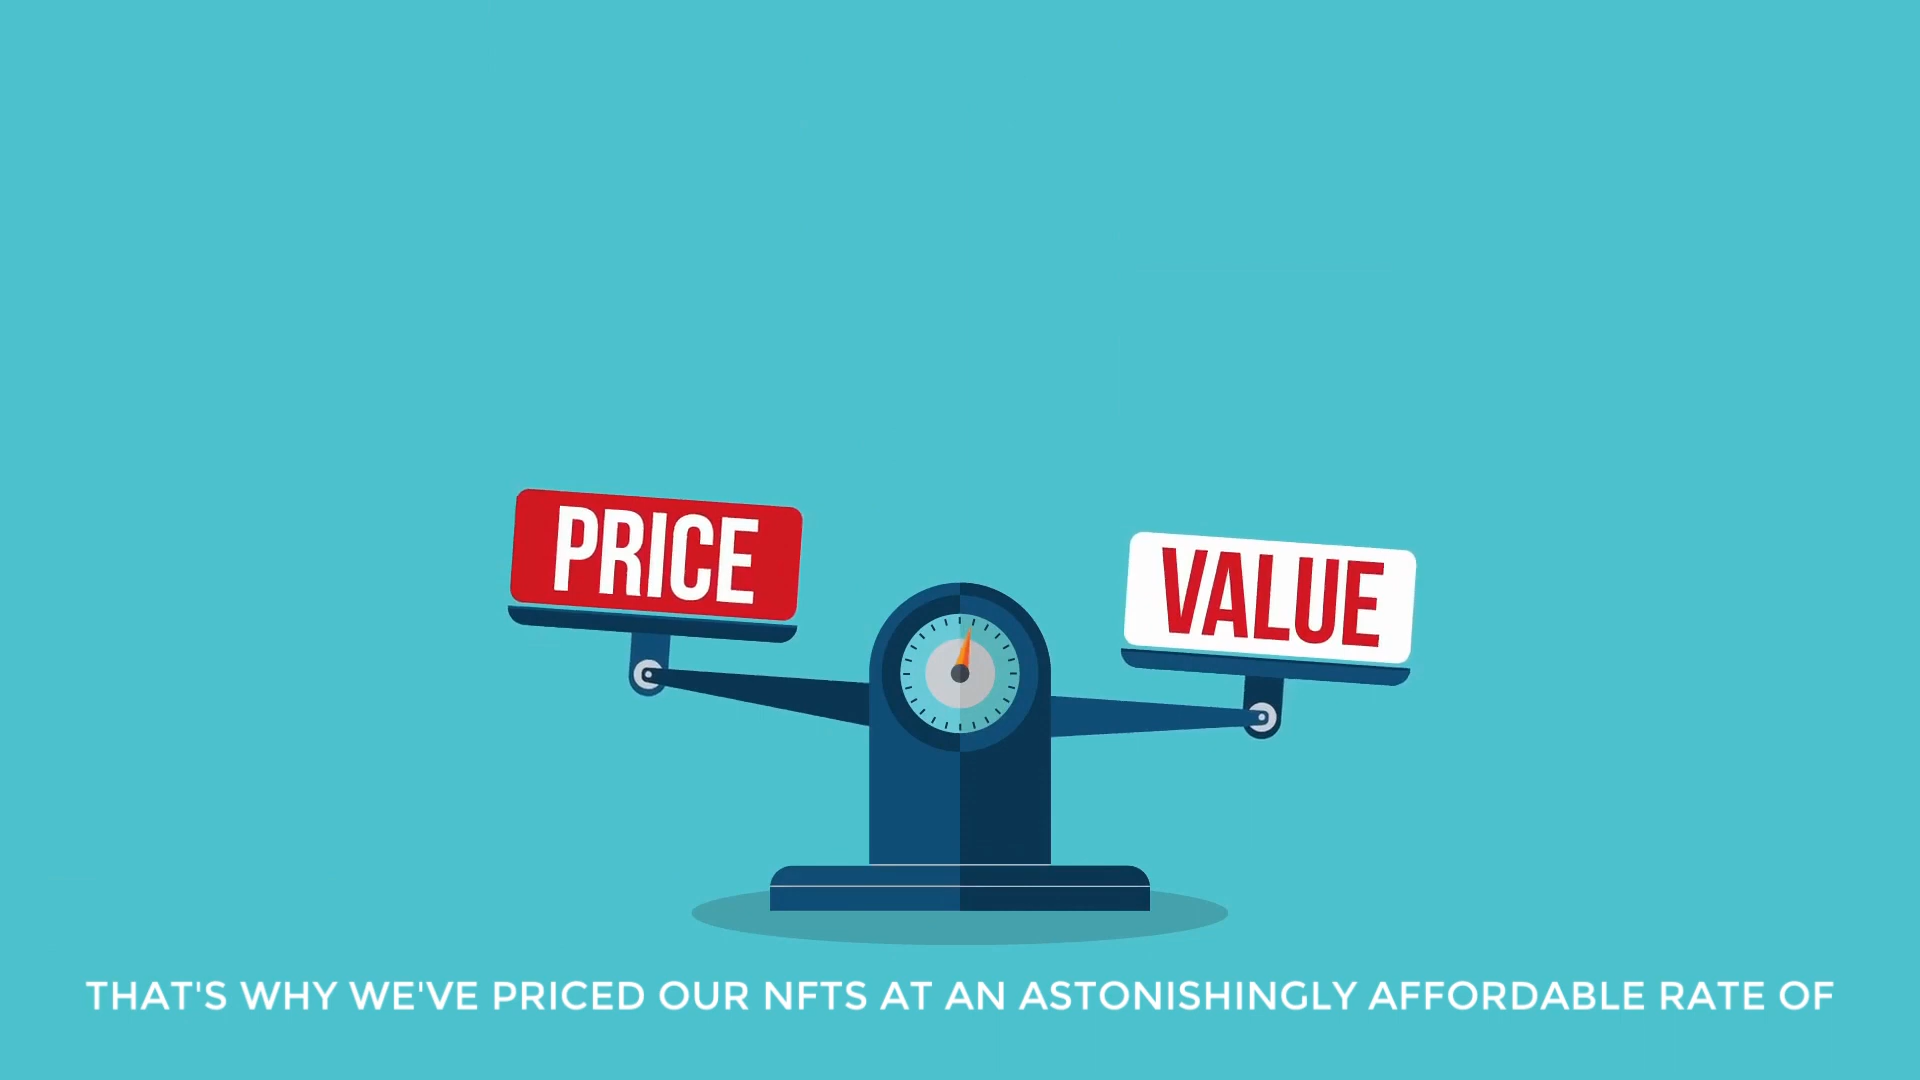 PRICE
VALUE
THAT'S WHY WE'VE PRICED OUR NFTS AT AN ASTONISHINGLY AFFORDABLE RATE OF